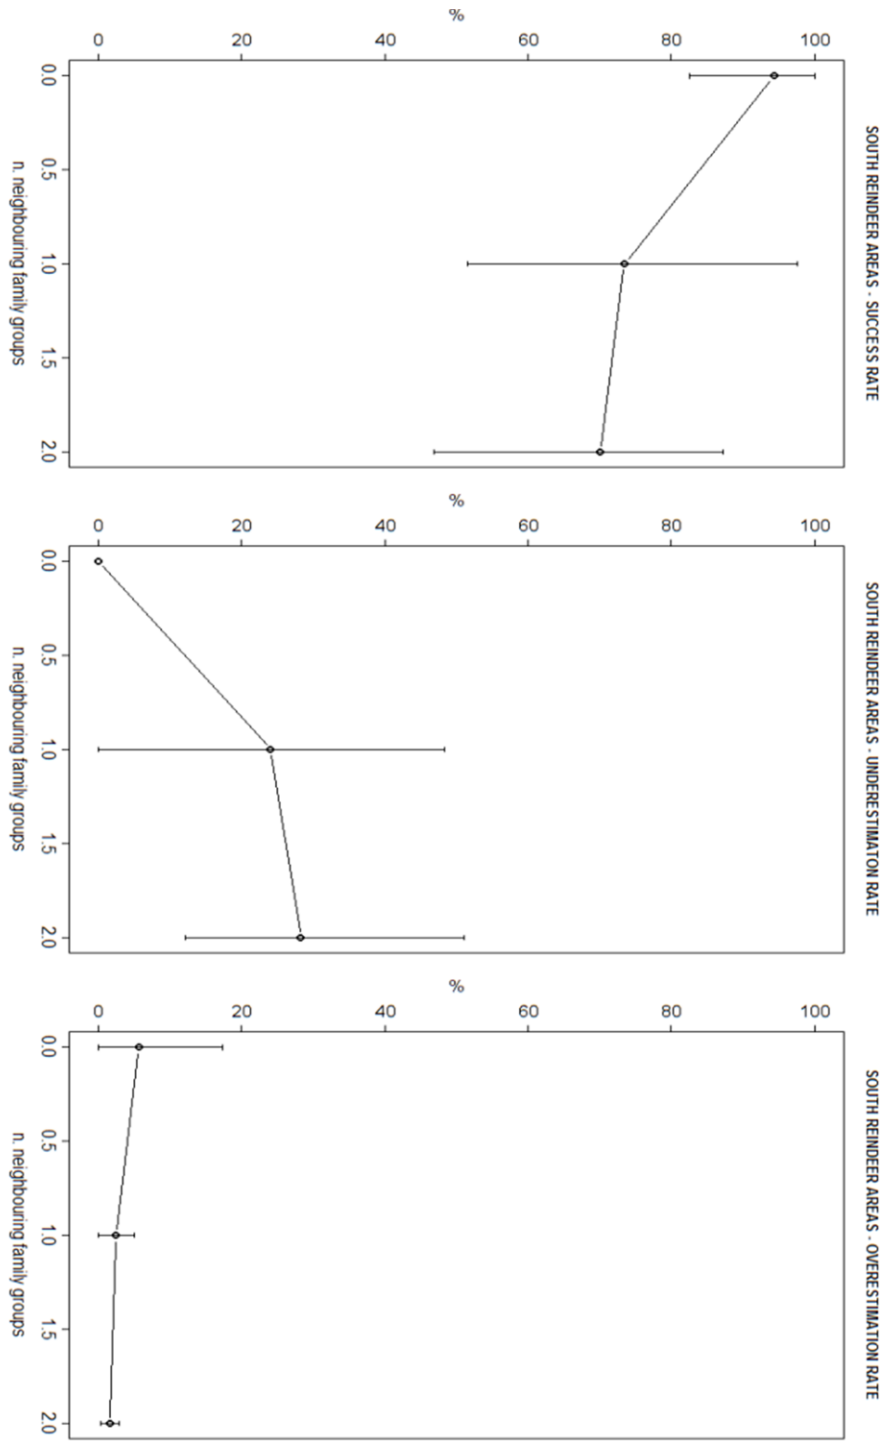 SOUTH REINDEER AREAS - SUCCESS RATE
%
0 20 40 60 80 100
0.0 0.5 1.0 1.5 2.0
n. neighbouring family groups
SOUTH REINDEER AREAS - UNDERESTIMATON RATE
%
0 20 40 60 80 100
0.0 0.5 1.0 1.5 2.0
n. neighbouring family groups
SOUTH REINDEER AREAS - OVERESTIMATION RATE
%
0 20 40 60 80 100
0.0 0.5 1.0 1.5 2.0
n. neighbouring family groups